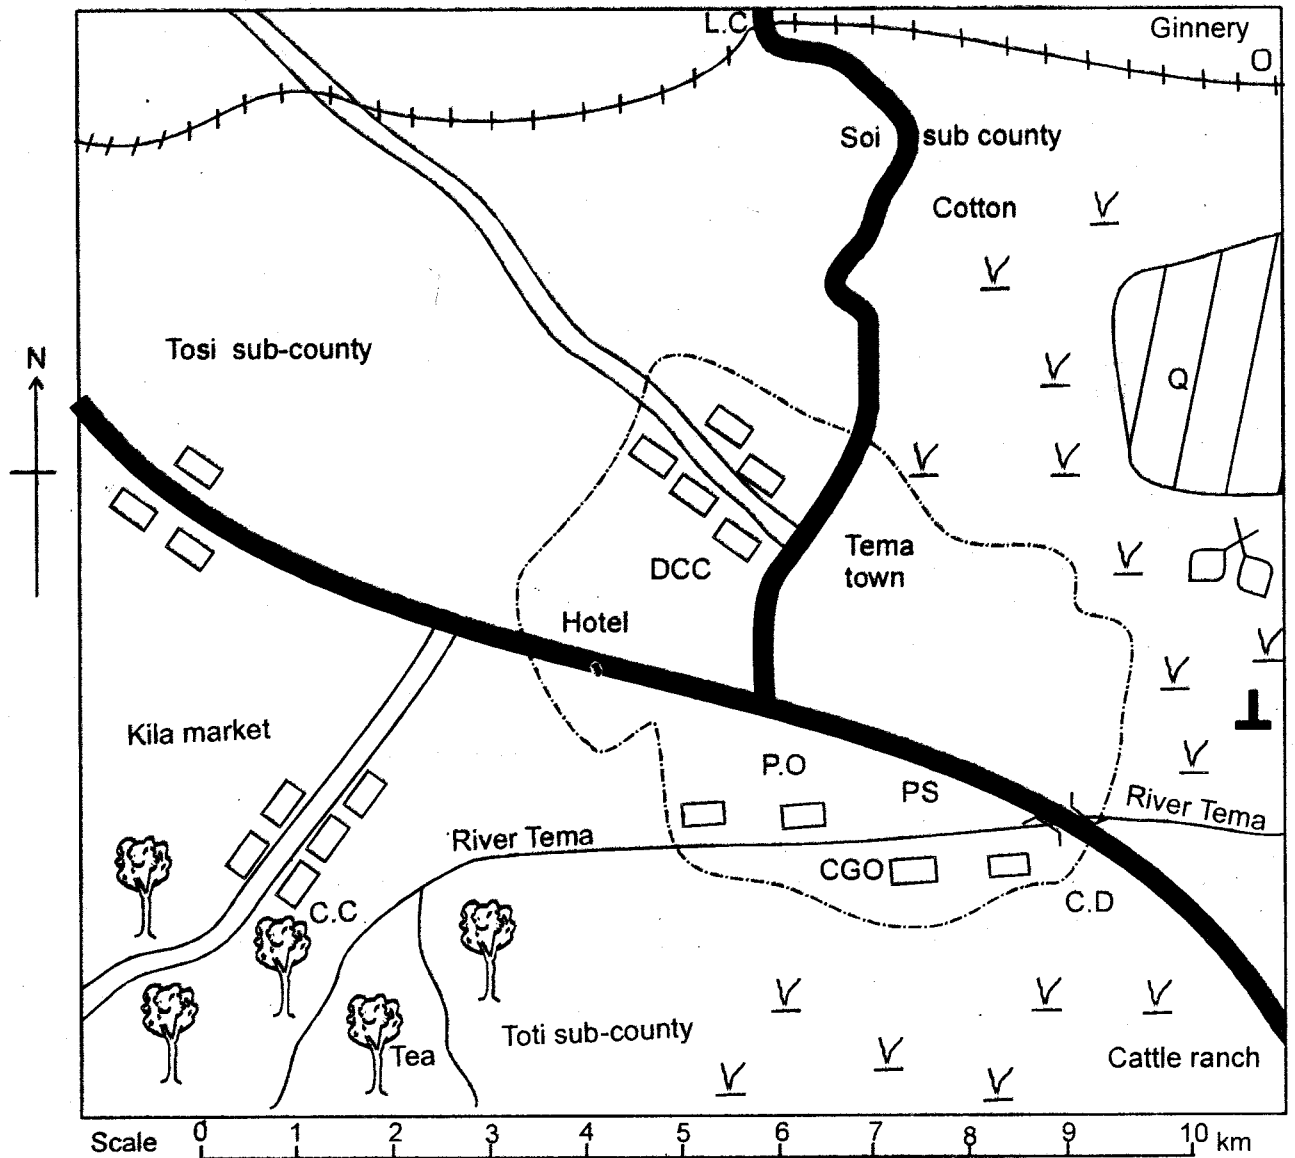 L.C
Ginnery
O
Soi sub county
Cotton
N
Tosi sub-county
Q
DCC
Tema
town
Hotel
Kila market
P.O
PS
River Tema
River Tema
CGO
C.D
C.C
Toti sub-county
Tea
Cattle ranch
Scale 0 1 2 3 4 5 6 7 8 9 10 km